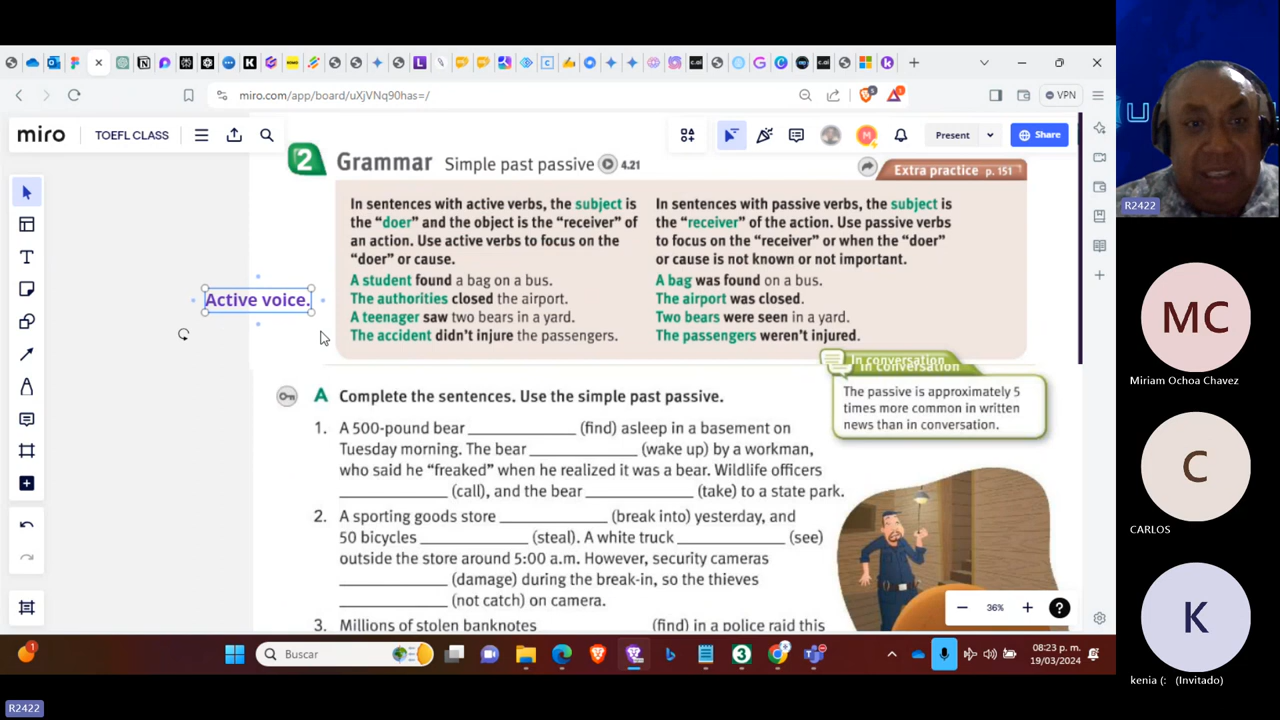 miro.com/app/board/uXjVNq90has=/
VPN
miro
TOEFL CLASS
Present
Share
M
2 Grammar Simple past passive 4.21
Extra practice p. 151
In sentences with active verbs, the subject is
the “doer” and the object is the “receiver” of
an action. Use active verbs to focus on the
“doer” or cause.
A student found a bag on a bus.
The authorities closed the airport.
A teenager saw two bears in a yard.
The accident didn't injure the passengers.
In sentences with passive verbs, the subject is
the “receiver” of the action. Use passive verbs
to focus on the “receiver” or when the “doer”
or cause is not known or not important.
A bag was found on a bus.
The airport was closed.
Two bears were seen in a yard.
The passengers weren't injured.
Active voice.
In conversation
In conversation
The passive is approximately 5
times more common in written
news than in conversation.
A Complete the sentences. Use the simple past passive.
1. A 500-pound bear ____________ (find) asleep in a basement on
Tuesday morning. The bear ____________ (wake up) by a workman,
who said he “freaked” when he realized it was a bear. Wildlife officers
____________ (call), and the bear ____________ (take) to a state park.
2. A sporting goods store ____________ (break into) yesterday, and
50 bicycles ____________ (steal). A white truck ____________ (see)
outside the store around 5:00 a.m. However, security cameras
____________ (damage) during the break-in, so the thieves
____________ (not catch) on camera.
3. Millions of stolen banknotes ____________ (find) in a police raid this
36%
Buscar
08:23 p. m.
19/03/2024
R2422
R2422
MC
Miriam Ochoa Chavez
C
CARLOS
K
kenia (: (Invitado)